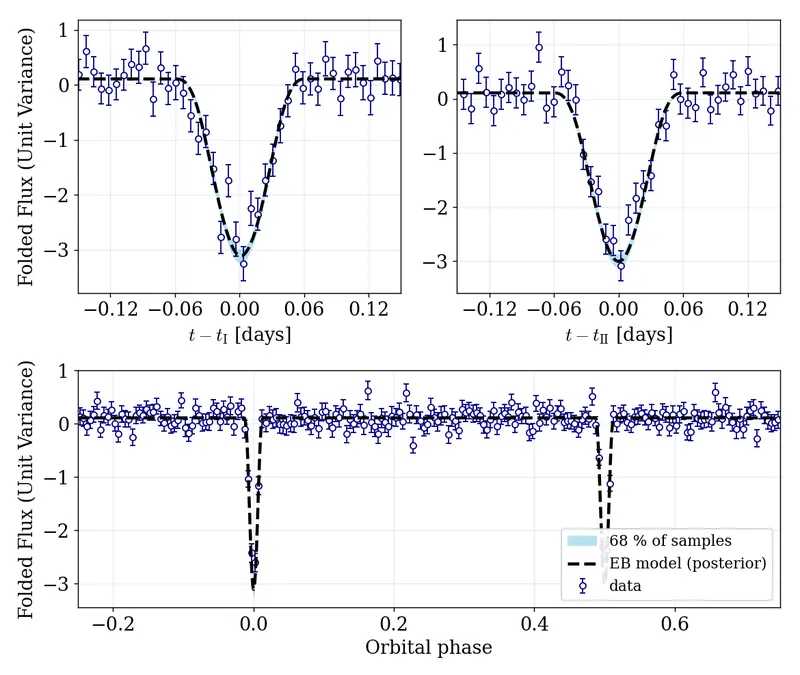 Folded Flux (Unit Variance)
1
0
−1
−2
−3
−0.12 −0.06 0.00 0.06 0.12
t − tI [days]
1
0
−1
−2
−3
−0.12 −0.06 0.00 0.06 0.12
t − tII [days]
Folded Flux (Unit Variance)
1
0
−1
−2
−3
68 % of samples
EB model (posterior)
data
−0.2 0.0 0.2 0.4 0.6
Orbital phase